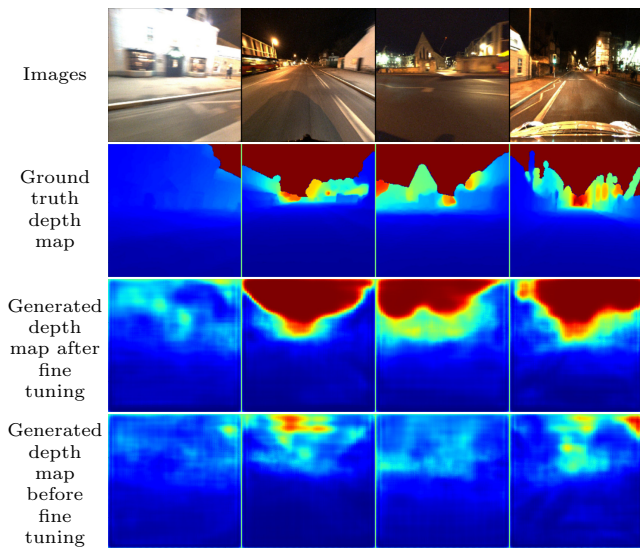 Images
Ground
truth
depth
map
Generated
depth
map after
fine
tuning
Generated
depth
map
before
fine
tuning